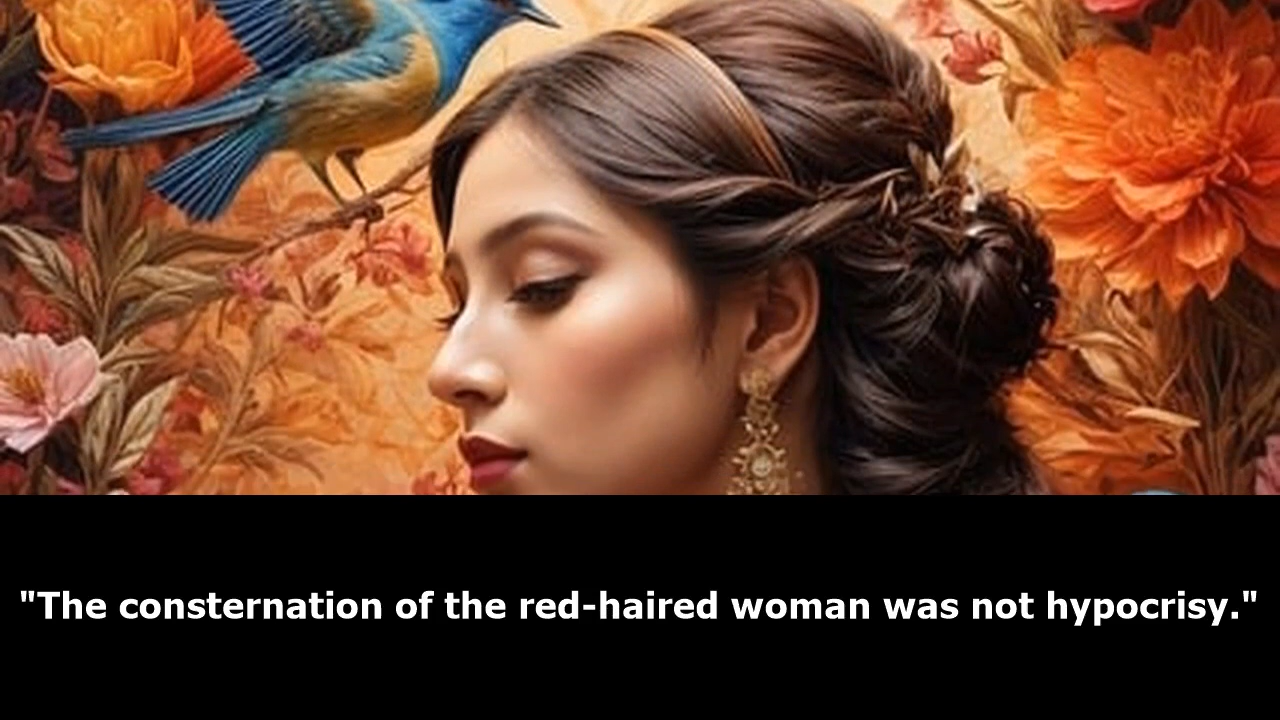 "The consternation of the red-haired woman was not hypocrisy."